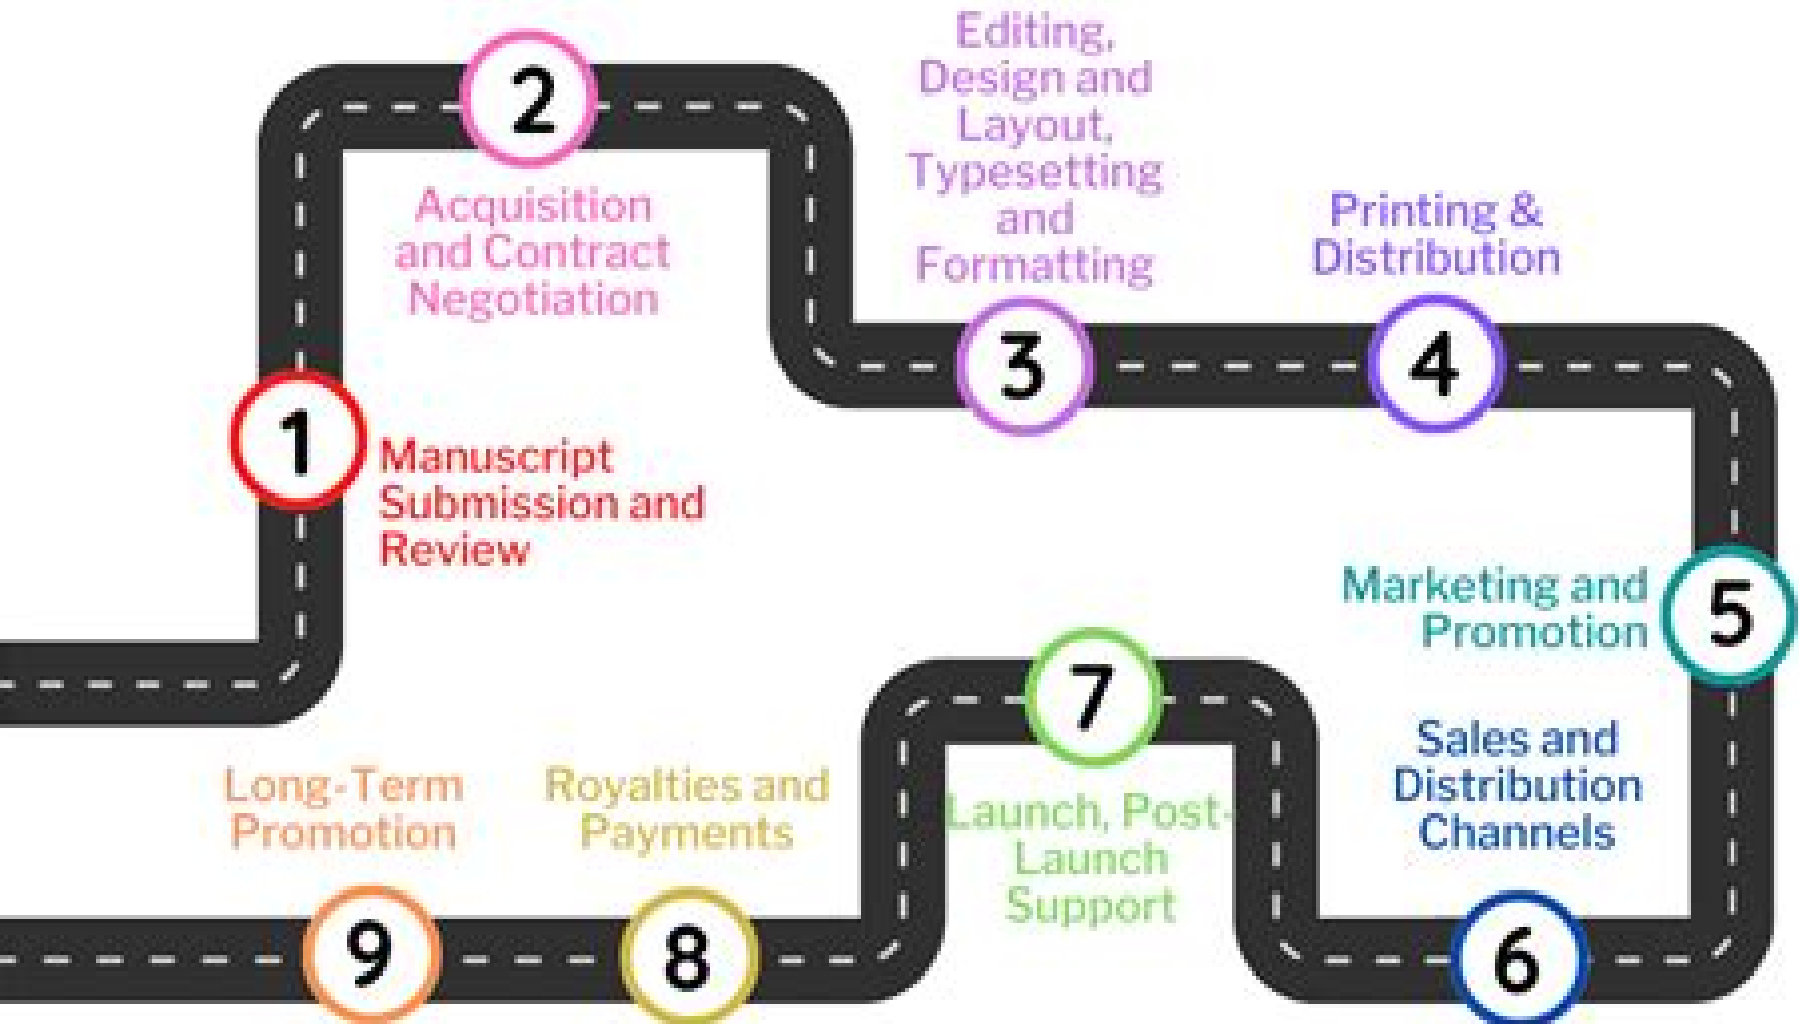 1
Manuscript
Submission and
Review
2
Acquisition
and Contract
Negotiation
Editing,
Design and
Layout,
Typesetting
and
Formatting
3
Printing &
Distribution
4
Marketing and
Promotion
5
Sales and
Distribution
Channels
6
7
Launch, Post-
Launch
Support
Royalties and
Payments
8
Long-Term
Promotion
9